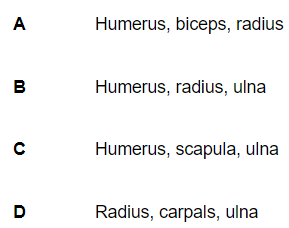 A Humerus, biceps, radius
B Humerus, radius, ulna
C Humerus, scapula, ulna
D Radius, carpals, ulna